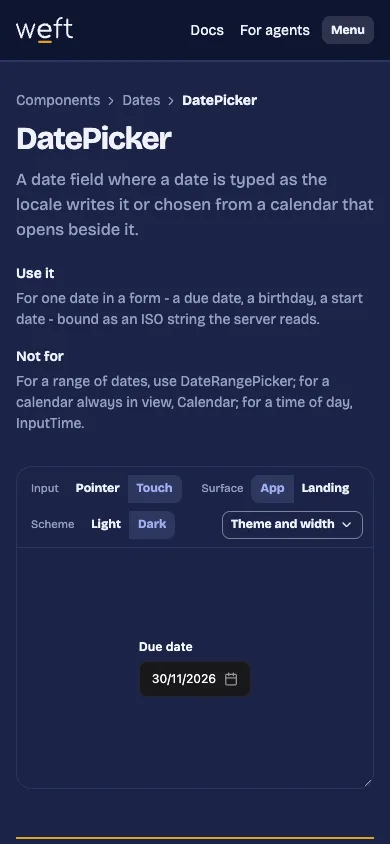 weft
Docs
For agents
Menu
Components > Dates > DatePicker
DatePicker
A date field where a date is typed as the
locale writes it or chosen from a calendar that
opens beside it.
Use it
For one date in a form - a due date, a birthday, a start
date - bound as an ISO string the server reads.
Not for
For a range of dates, use DateRangePicker; for a
calendar always in view, Calendar; for a time of day,
InputTime.
Input Pointer Touch Surface App Landing
Scheme Light Dark Theme and width
Due date
30/11/2026